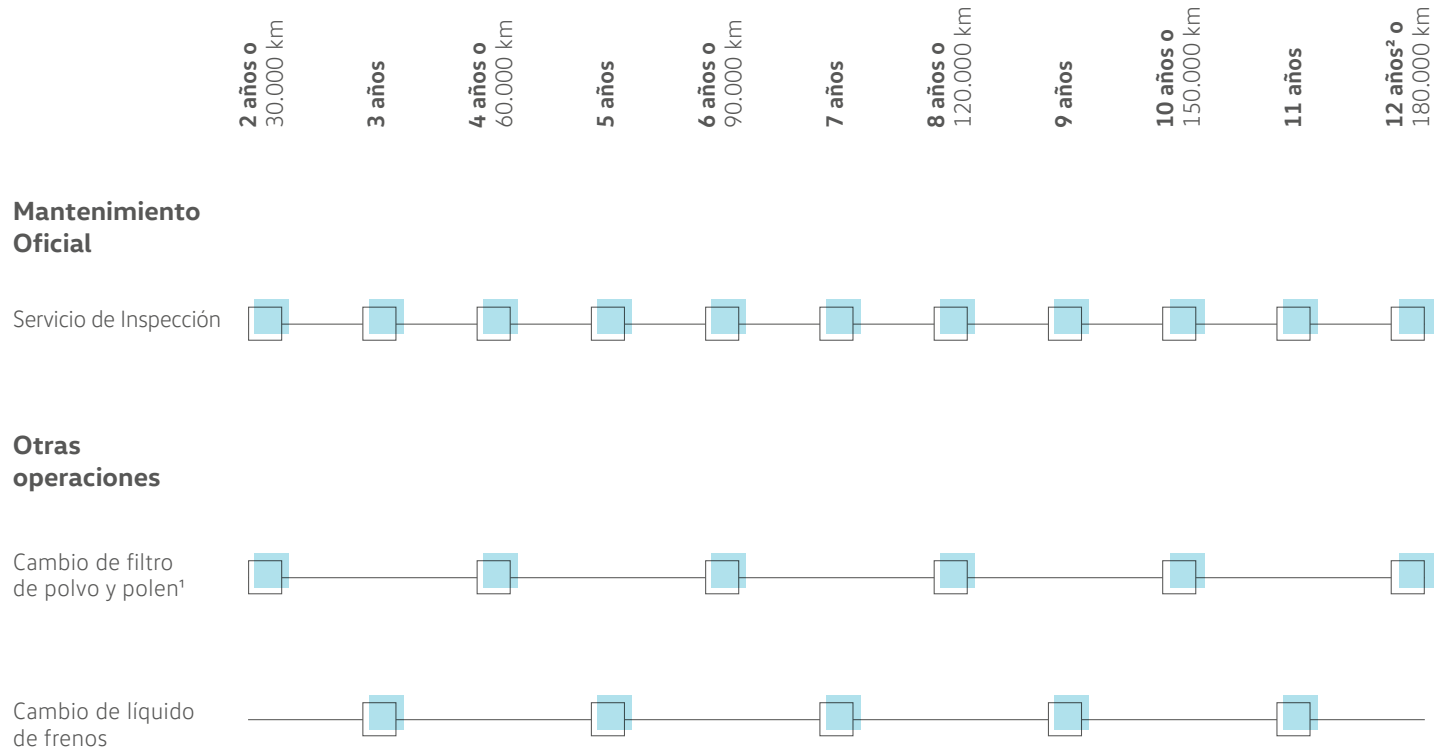 2 años o
30.000 km
3 años
4 años o
60.000 km
5 años
6 años o
90.000 km
7 años
8 años o
120.000 km
9 años
10 años o
150.000 km
11 años
12 años² o
180.000 km
Mantenimiento
Oficial
Servicio de Inspección
Otras
operaciones
Cambio de filtro
de polvo y polen¹
Cambio de líquido
de frenos